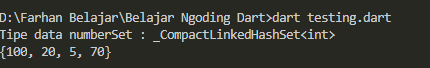 D:\Farhan Belajar\Belajar Ngoding Dart>dart testing.dart
Tipe data numberSet : _CompactLinkedHashSet<int>
{100, 20, 5, 70}